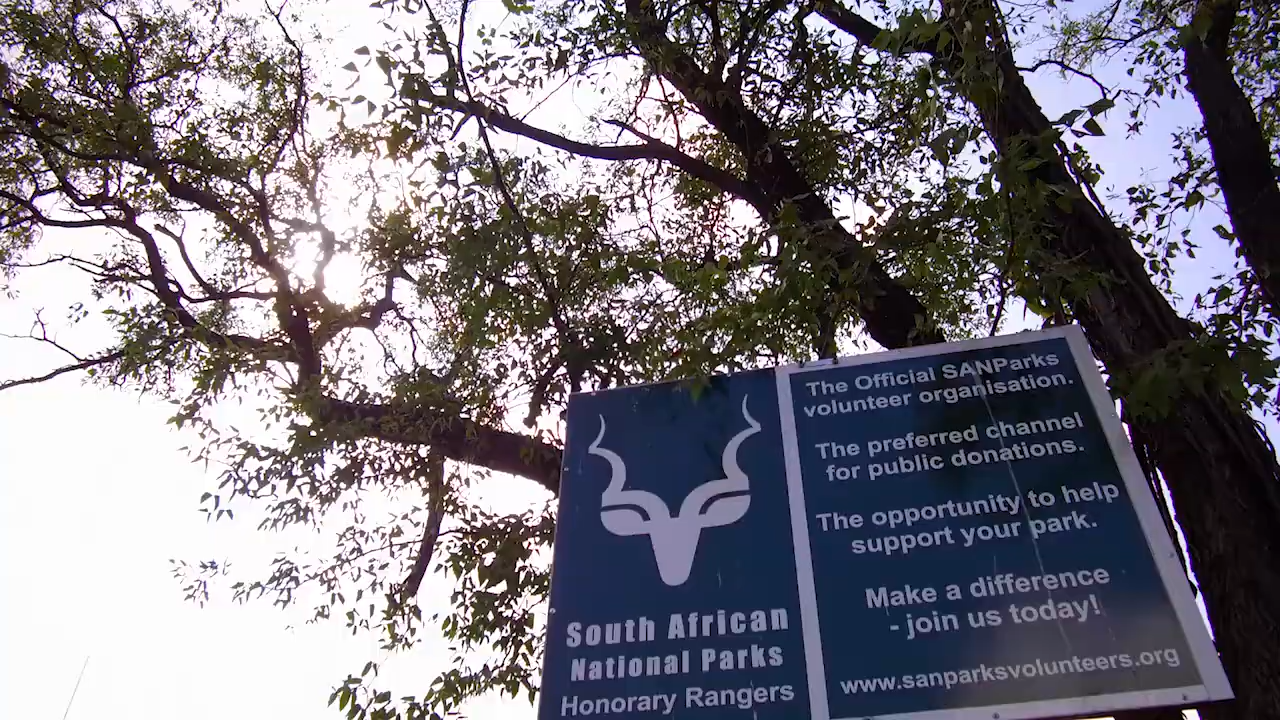 South African
National Parks
Honorary Rangers
The Official SANParks
volunteer organisation.
The preferred channel
for public donations.
The opportunity to help
support your park.
Make a difference
- join us today!
www.sanparksvolunteers.org